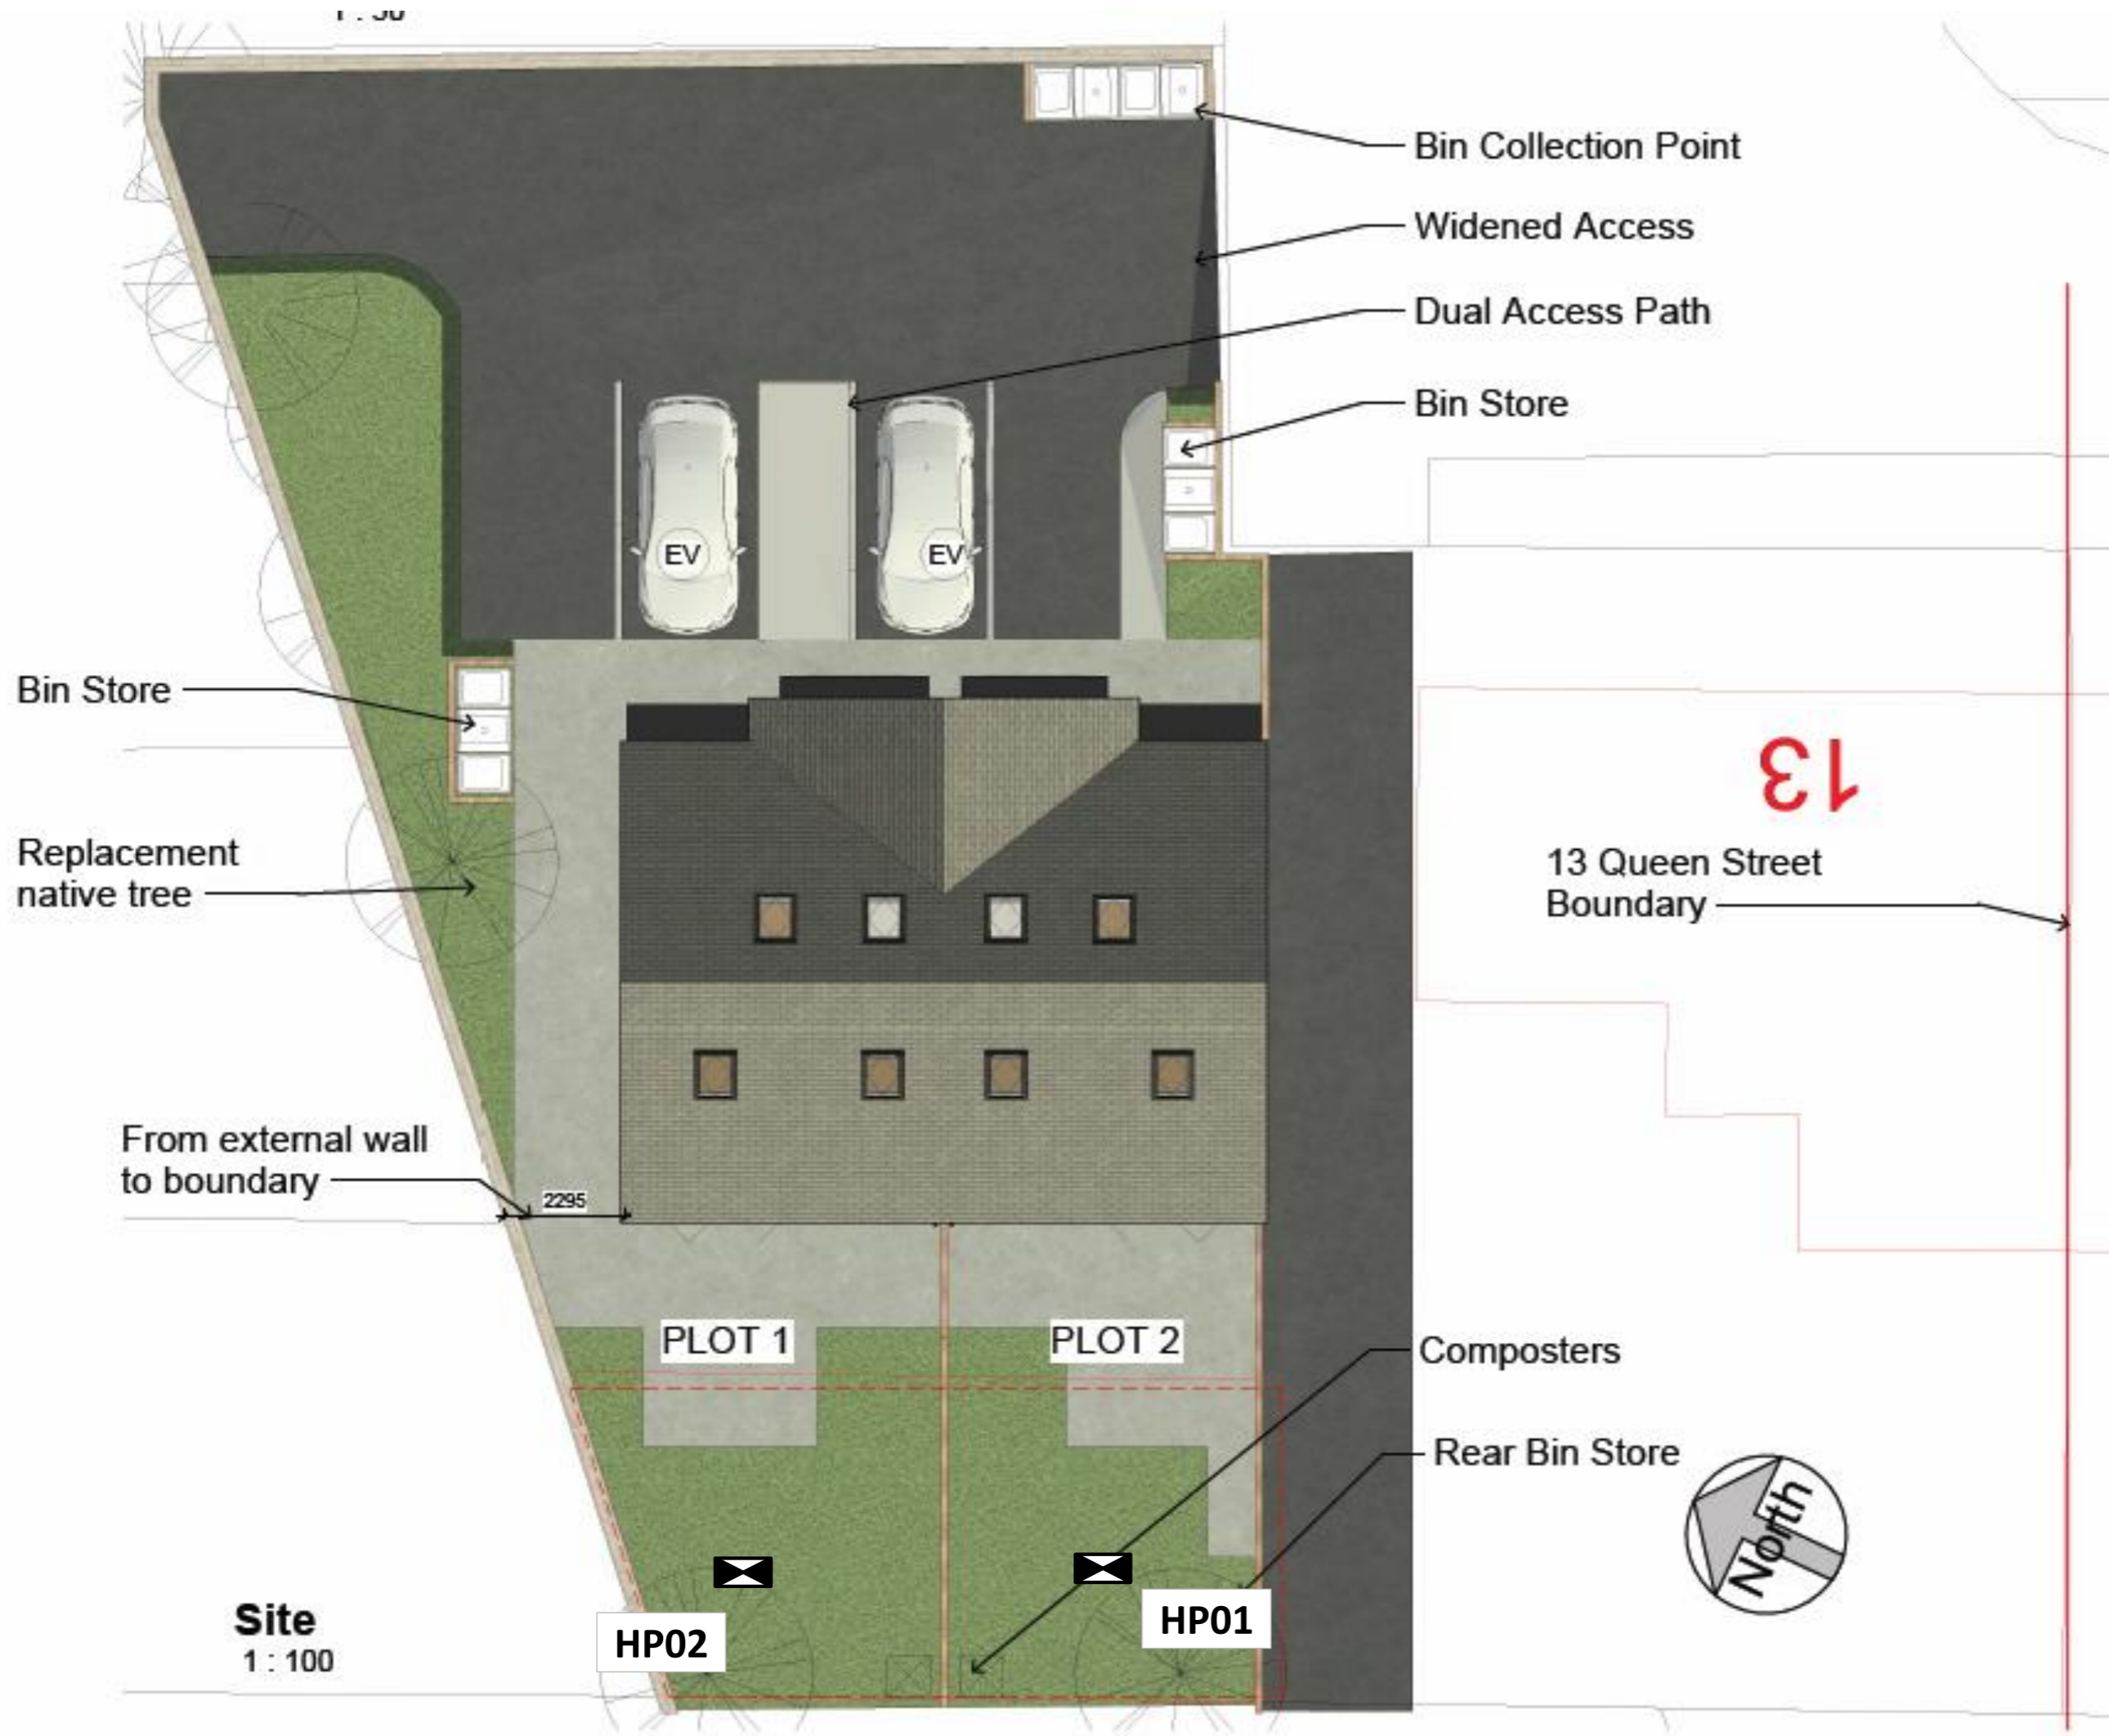 Bin Collection Point
Widened Access
Dual Access Path
Bin Store
EV
EV
Bin Store
13
Replacement
native tree
13 Queen Street
Boundary
From external wall
to boundary
2295
PLOT 1
PLOT 2
Composters
Rear Bin Store
North
HP01
HP02
Site
1 : 100